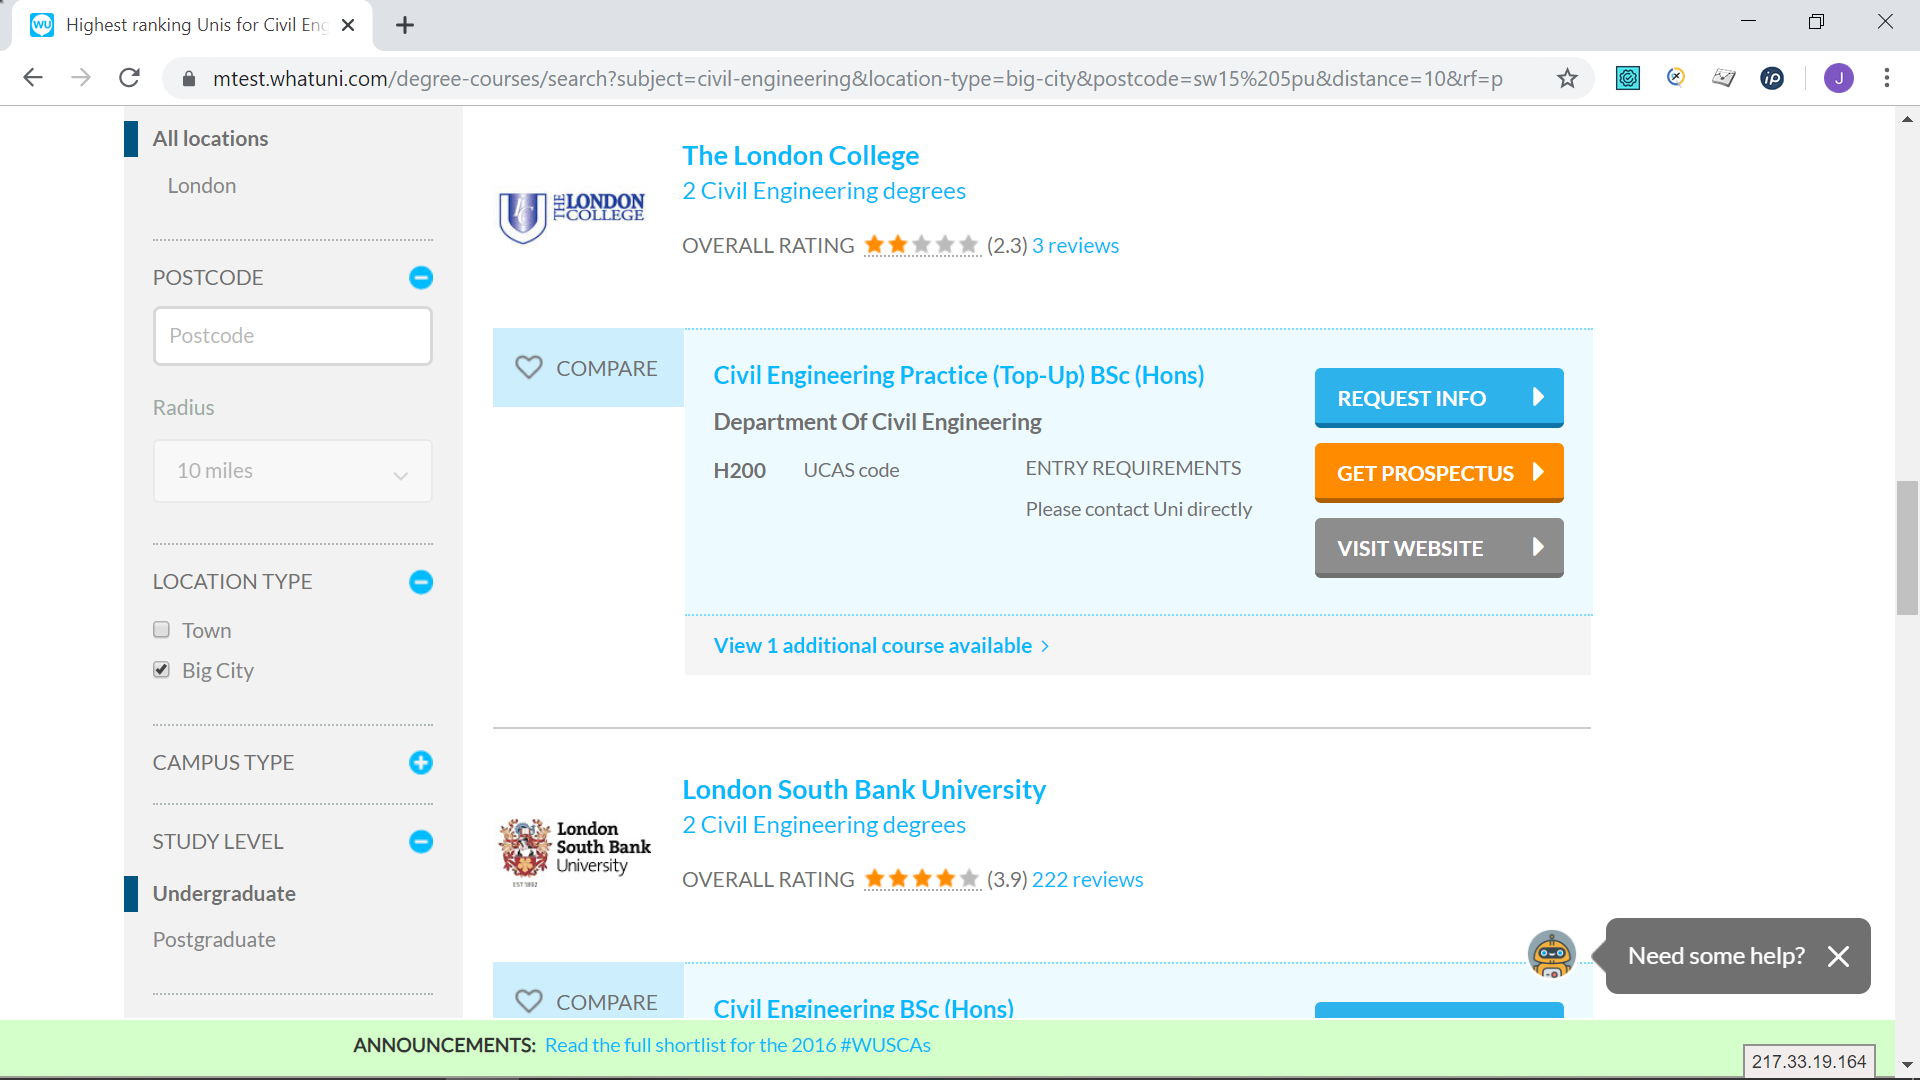 Highest ranking Unis for Civil Eng
mtest.whatuni.com/degree-courses/search?subject=civil-engineering&location-type=big-city&postcode=sw15%205pu&distance=10&rf=p
J
All locations
London
POSTCODE
Postcode
Radius
10 miles
LOCATION TYPE
Town
Big City
CAMPUS TYPE
STUDY LEVEL
Undergraduate
Postgraduate
THE LONDON COLLEGE
The London College
2 Civil Engineering degrees
OVERALL RATING (2.3) 3 reviews
COMPARE
Civil Engineering Practice (Top-Up) BSc (Hons)
Department Of Civil Engineering
H200 UCAS code
ENTRY REQUIREMENTS
Please contact Uni directly
REQUEST INFO
GET PROSPECTUS
VISIT WEBSITE
View 1 additional course available >
London
South Bank
University
EST 1892
London South Bank University
2 Civil Engineering degrees
OVERALL RATING (3.9) 222 reviews
COMPARE
Civil Engineering BSc (Hons)
Need some help?
ANNOUNCEMENTS: Read the full shortlist for the 2016 #WUSCAs
217.33.19.164